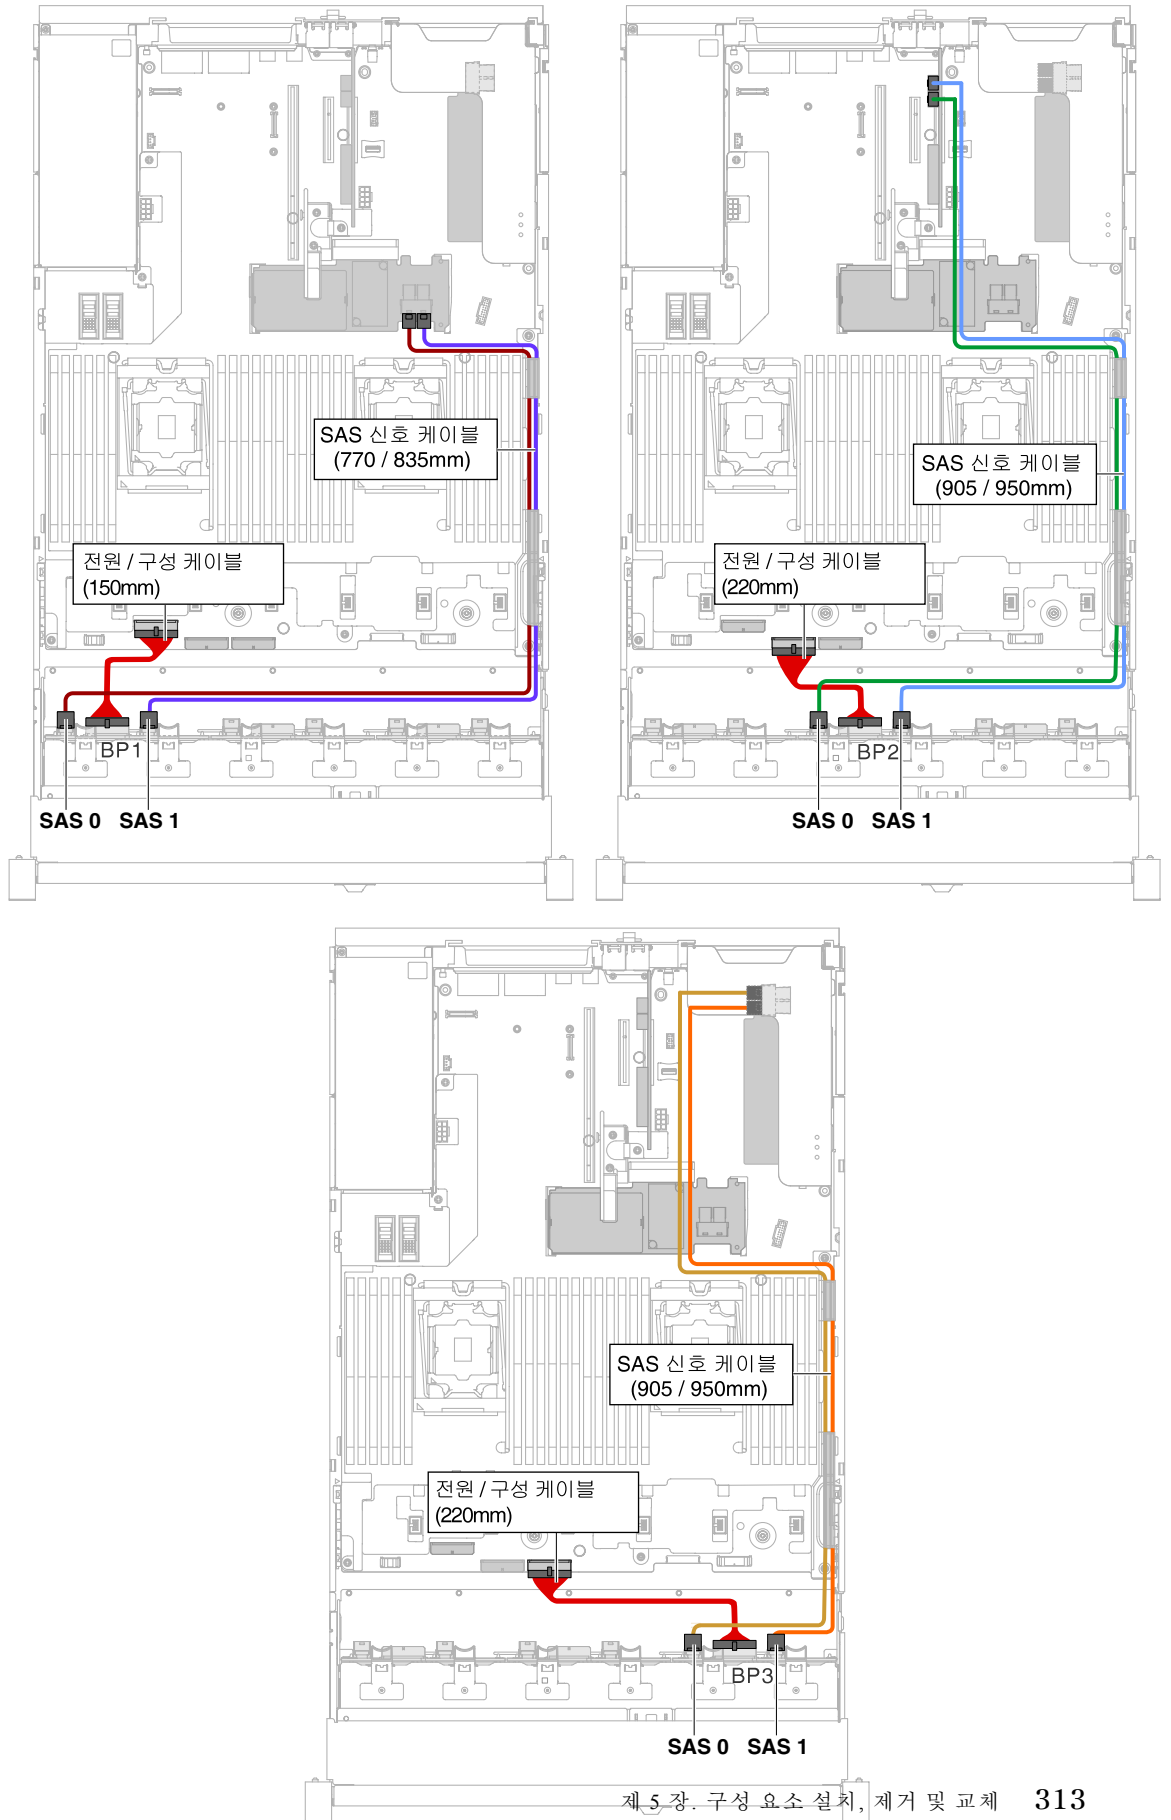 SAS 신호 케이블
(770 / 835mm)
전원 / 구성 케이블
(150mm)
BP1
SAS 0 SAS 1
SAS 신호 케이블
(905 / 950mm)
전원 / 구성 케이블
(220mm)
BP2
SAS 0 SAS 1
SAS 신호 케이블
(905 / 950mm)
전원 / 구성 케이블
(220mm)
BP3
SAS 0 SAS 1
제 5 장. 구성 요소 설치, 제거 및 교체 313